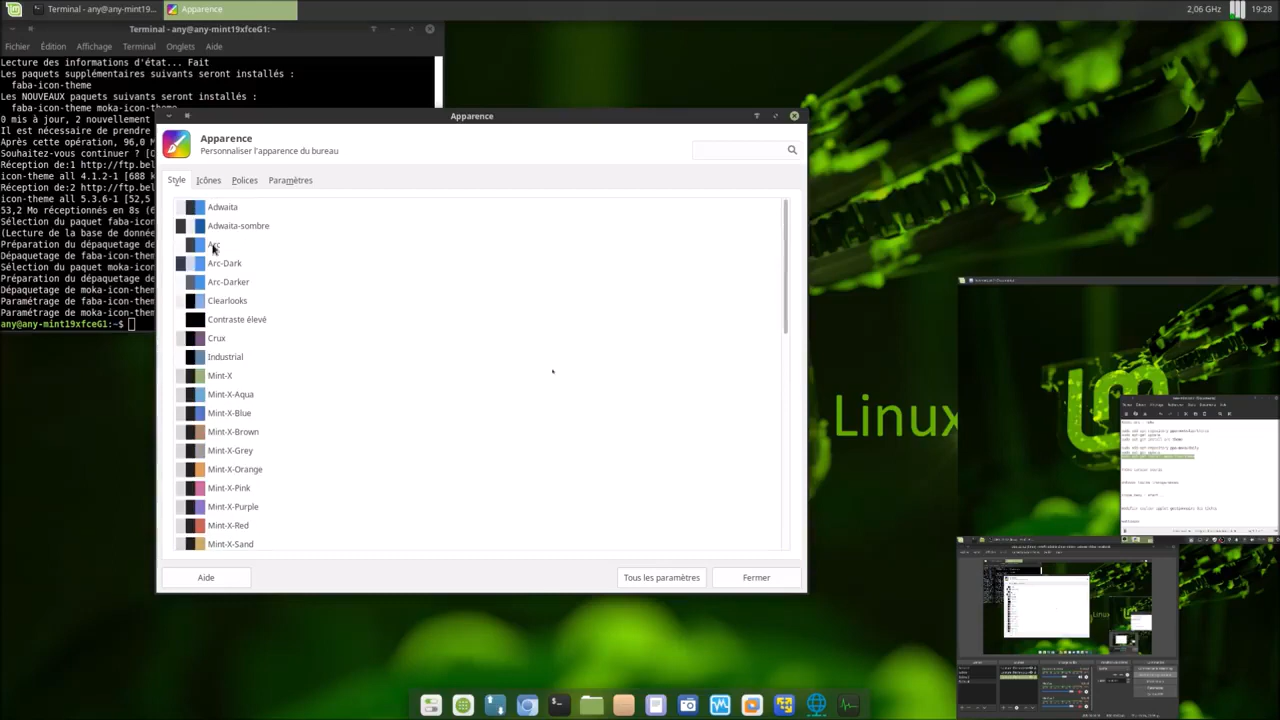 Terminal - any@any-mint19...
Apparence
2,06 GHz
19:28
Terminal - any@any-mint19xfceG1: ~
Fichier Édition Affichage Terminal Onglets Aide
Lecture des informations d'état... Fait
Les paquets supplémentaires suivants seront installés :
faba-icon-theme
Les NOUVEAUX paquets suivants seront installés :
faba-icon-theme moka-icon-theme
0 mis à jour, 2 nouvellement
Il est nécessaire de prendre
Après cette opération, 96,0 M
Souhaitez-vous continuer ? [O
Réception de:1 http://ftp.bel
icon-theme all 4.1.2-1 [688 k
Réception de:2 http://ftp.bel
icon-theme all 5.3.6-1 [52,5
53,2 Mo réceptionnés en 8s (6
Sélection du paquet faba-icon
(Lecture de la base de donnée
Préparation du dépaquetage de
Dépaquetage de faba-icon-them
Sélection du paquet moka-icon
Préparation du dépaquetage de
Dépaquetage de moka-icon-them
Paramétrage de faba-icon-them
Paramétrage de moka-icon-them
any@any-mint19xfceG1:~$
Apparence
Apparence
Personnaliser l'apparence du bureau
Style Icônes Polices Paramètres
Adwaita
Adwaita-sombre
Arc
Arc-Dark
Arc-Darker
Clearlooks
Contraste élevé
Crux
Industrial
Mint-X
Mint-X-Aqua
Mint-X-Blue
Mint-X-Brown
Mint-X-Grey
Mint-X-Orange
Mint-X-Pink
Mint-X-Purple
Mint-X-Red
Mint-X-Sand
Aide
Tous les paramètres
Fermer
Linux
Linux